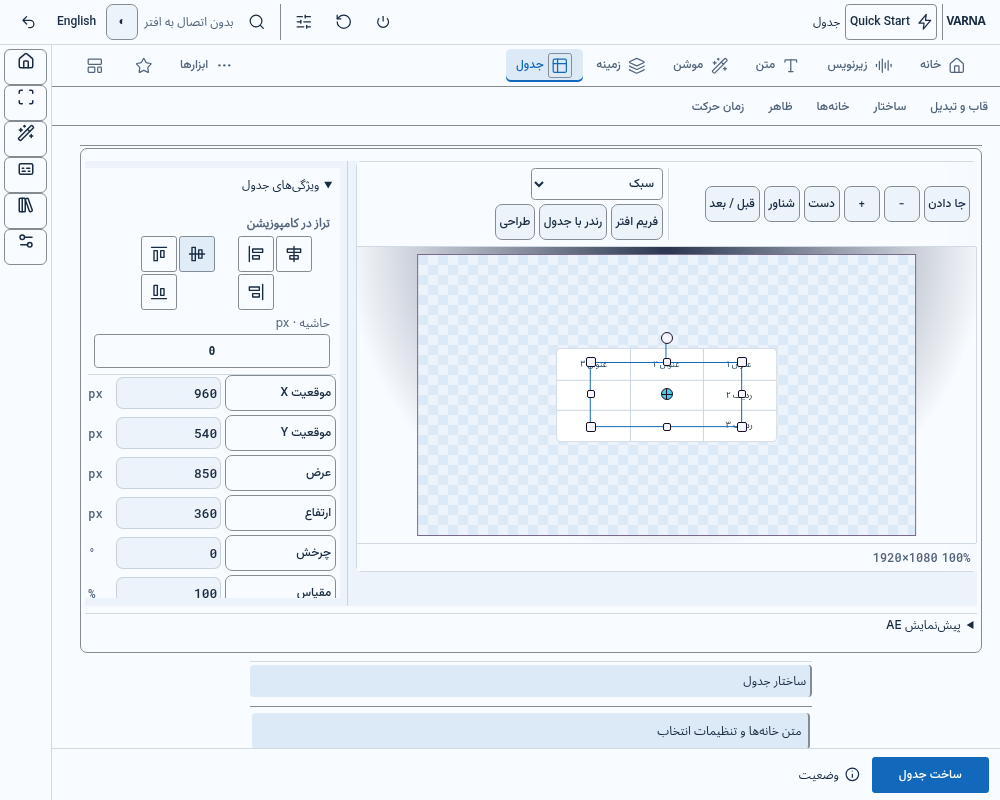 VARNA
Quick Start
جدول
بدون اتصال به افتر
English
خانه
زیرنویس
متن
موشن
زمینه
جدول
ابزارها
قاب و تبدیل
ساختار
خانه‌ها
ظاهر
زمان حرکت
جا دادن
-
+
دست
شناور
قبل / بعد
سبک
فریم افتر
رندر با جدول
طراحی
ردیف ۲
1920×1080 100%
پیش‌نمایش AE
ویژگی‌های جدول
تراز در کامپوزیشن
حاشیه · px
0
موقعیت X 960 px
موقعیت Y 540 px
عرض 850 px
ارتفاع 360 px
چرخش 0 °
مقیاس 100 %
ساختار جدول
متن خانه‌ها و تنظیمات انتخاب
ساخت جدول
وضعیت